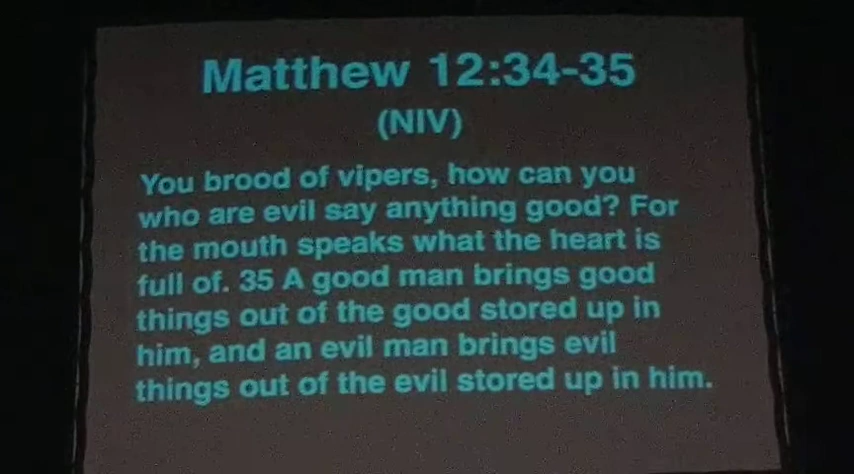 Matthew 12:34-35
(NIV)
You brood of vipers, how can you
who are evil say anything good? For
the mouth speaks what the heart is
full of. 35 A good man brings good
things out of the good stored up in
him, and an evil man brings evil
things out of the evil stored up in him.